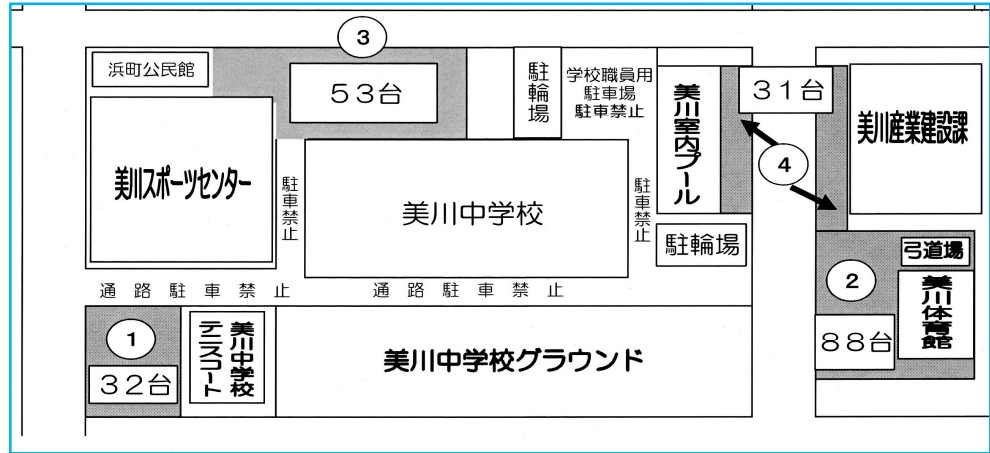 ③
浜町公民館
53台
駐輪場
学校職員用
駐車場
駐車禁止
美川室内プール
31台
美川産業建設課
④
美川スポーツセンター
駐車禁止
美川中学校
駐車禁止
駐輪場
弓道場
②
美川体育館
88台
通路駐車禁止
通路駐車禁止
①
32台
美川中学校
テニスコート
美川中学校グラウンド